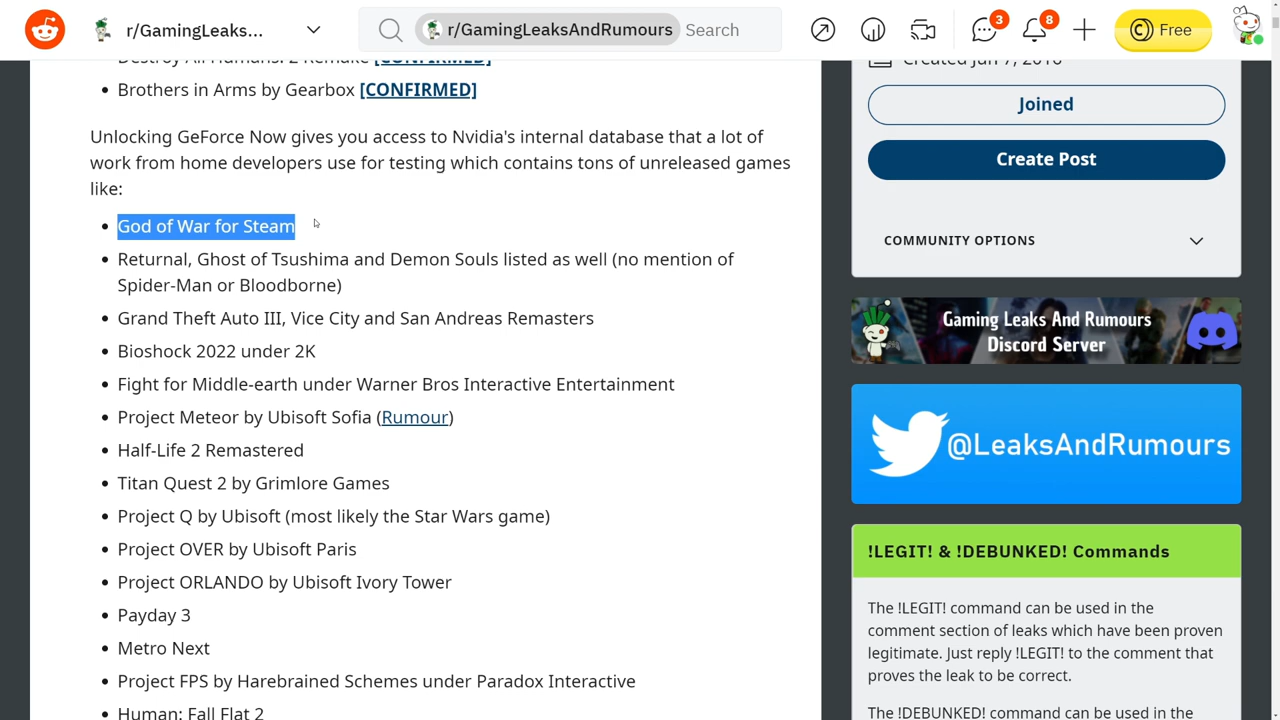 r/GamingLeaks...
r/GamingLeaksAndRumours
Search
3
8
Free
Destroy All Humans: 2 Remake [CONFIRMED]
Brothers in Arms by Gearbox [CONFIRMED]
Unlocking GeForce Now gives you access to Nvidia's internal database that a lot of
work from home developers use for testing which contains tons of unreleased games
like:
God of War for Steam
Returnal, Ghost of Tsushima and Demon Souls listed as well (no mention of
Spider-Man or Bloodborne)
Grand Theft Auto III, Vice City and San Andreas Remasters
Bioshock 2022 under 2K
Fight for Middle-earth under Warner Bros Interactive Entertainment
Project Meteor by Ubisoft Sofia (Rumour)
Half-Life 2 Remastered
Titan Quest 2 by Grimlore Games
Project Q by Ubisoft (most likely the Star Wars game)
Project OVER by Ubisoft Paris
Project ORLANDO by Ubisoft Ivory Tower
Payday 3
Metro Next
Project FPS by Harebrained Schemes under Paradox Interactive
Human: Fall Flat 2
Created Jun 7, 2016
Joined
Create Post
COMMUNITY OPTIONS
Gaming Leaks And Rumours
Discord Server
@LeaksAndRumours
!LEGIT! & !DEBUNKED! Commands
The !LEGIT! command can be used in the
comment section of leaks which have been proven
legitimate. Just reply !LEGIT! to the comment that
proves the leak to be correct.
The !DEBUNKED! command can be used in the